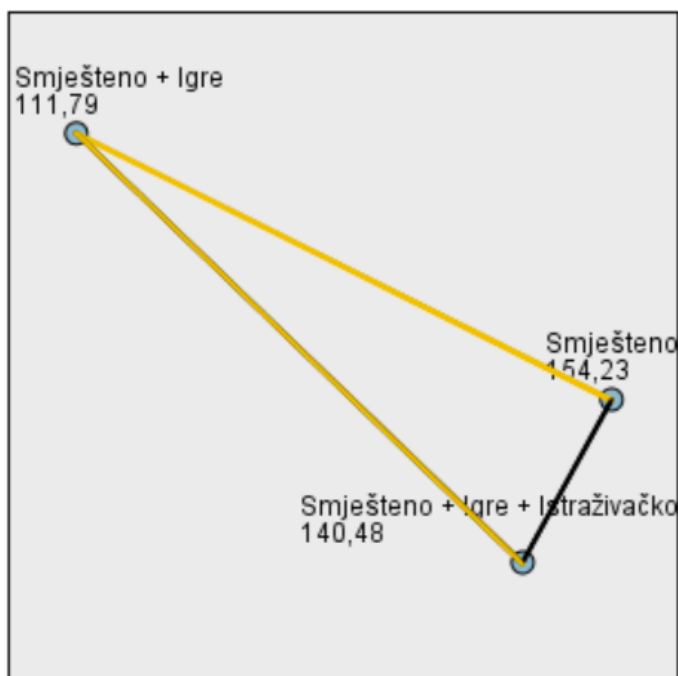 Smješteno + Igre
111,79
Smješteno
154,23
Smješteno + Igre + Istraživačko
140,48